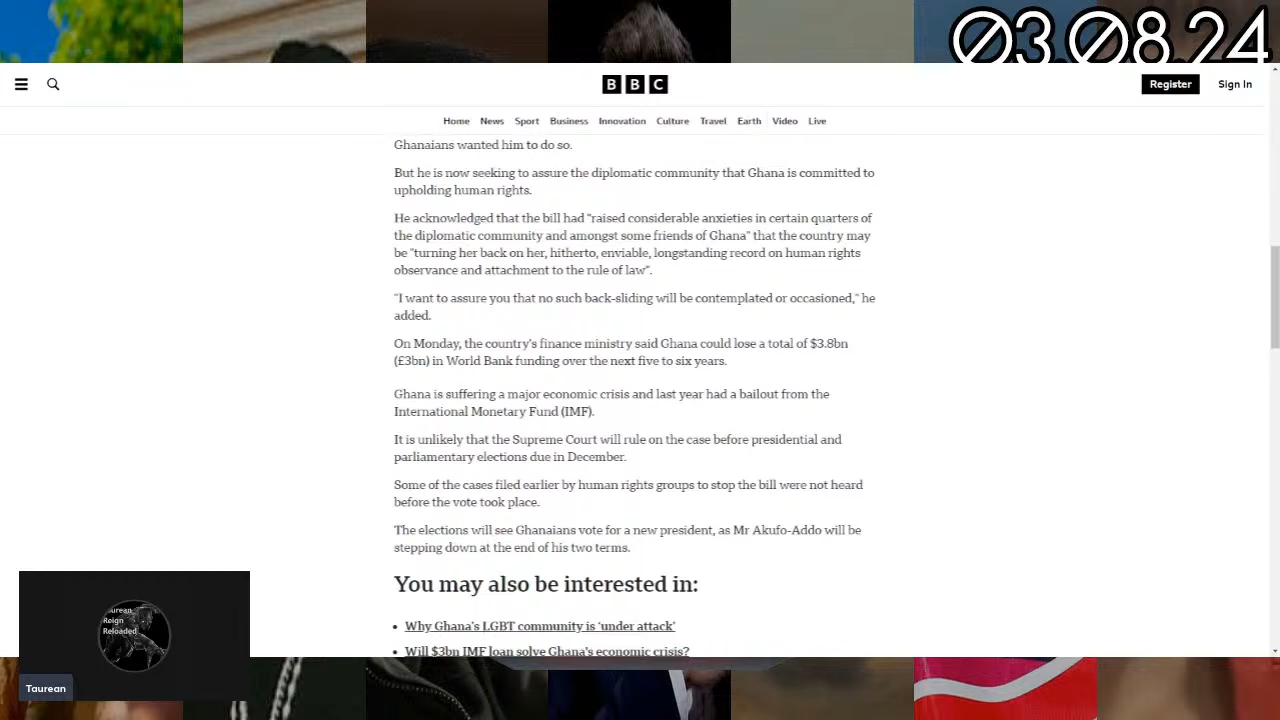 03.08.24
BBC
Register
Sign In
Home News Sport Business Innovation Culture Travel Earth Video Live
Ghanaians wanted him to do so.
But he is now seeking to assure the diplomatic community that Ghana is committed to
upholding human rights.
He acknowledged that the bill had "raised considerable anxieties in certain quarters of
the diplomatic community and amongst some friends of Ghana" that the country may
be "turning her back on her, hitherto, enviable, longstanding record on human rights
observance and attachment to the rule of law".
"I want to assure you that no such back-sliding will be contemplated or occasioned," he
added.
On Monday, the country's finance ministry said Ghana could lose a total of $3.8bn
(£3bn) in World Bank funding over the next five to six years.
Ghana is suffering a major economic crisis and last year had a bailout from the
International Monetary Fund (IMF).
It is unlikely that the Supreme Court will rule on the case before presidential and
parliamentary elections due in December.
Some of the cases filed earlier by human rights groups to stop the bill were not heard
before the vote took place.
The elections will see Ghanaians vote for a new president, as Mr Akufo-Addo will be
stepping down at the end of his two terms.
You may also be interested in:
• Why Ghana's LGBT community is 'under attack'
• Will $3bn IMF loan solve Ghana's economic crisis?
urean
Reign
Reloaded
Taurean